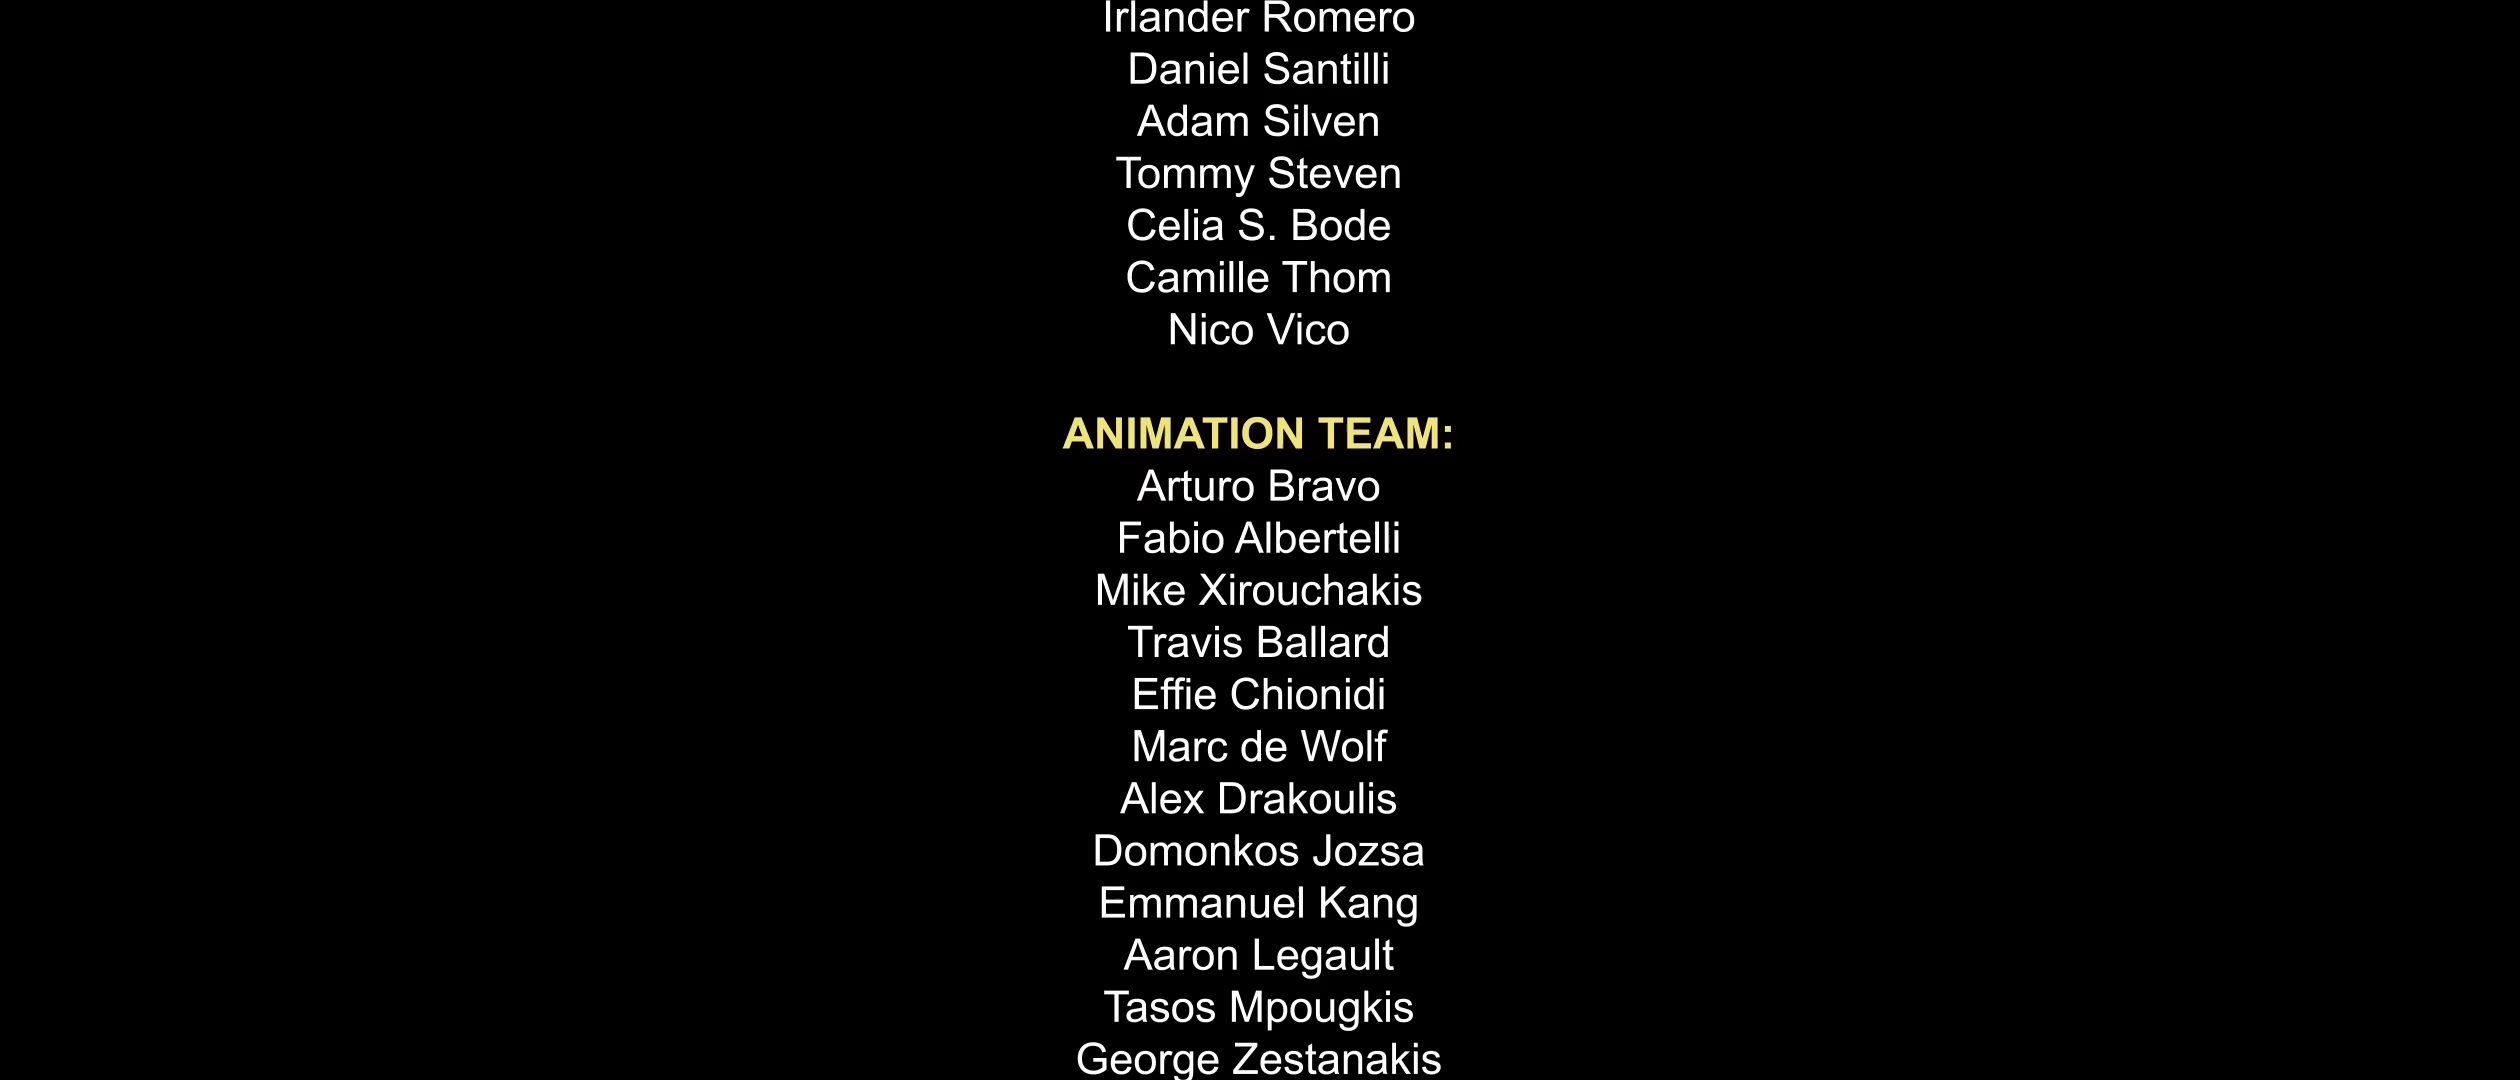 Irlander Romero
Daniel Santilli
Adam Silven
Tommy Steven
Celia S. Bode
Camille Thom
Nico Vico
ANIMATION TEAM:
Arturo Bravo
Fabio Albertelli
Mike Xirouchakis
Travis Ballard
Effie Chionidi
Marc de Wolf
Alex Drakoulis
Domonkos Jozsa
Emmanuel Kang
Aaron Legault
Tasos Mpougkis
George Zestanakis